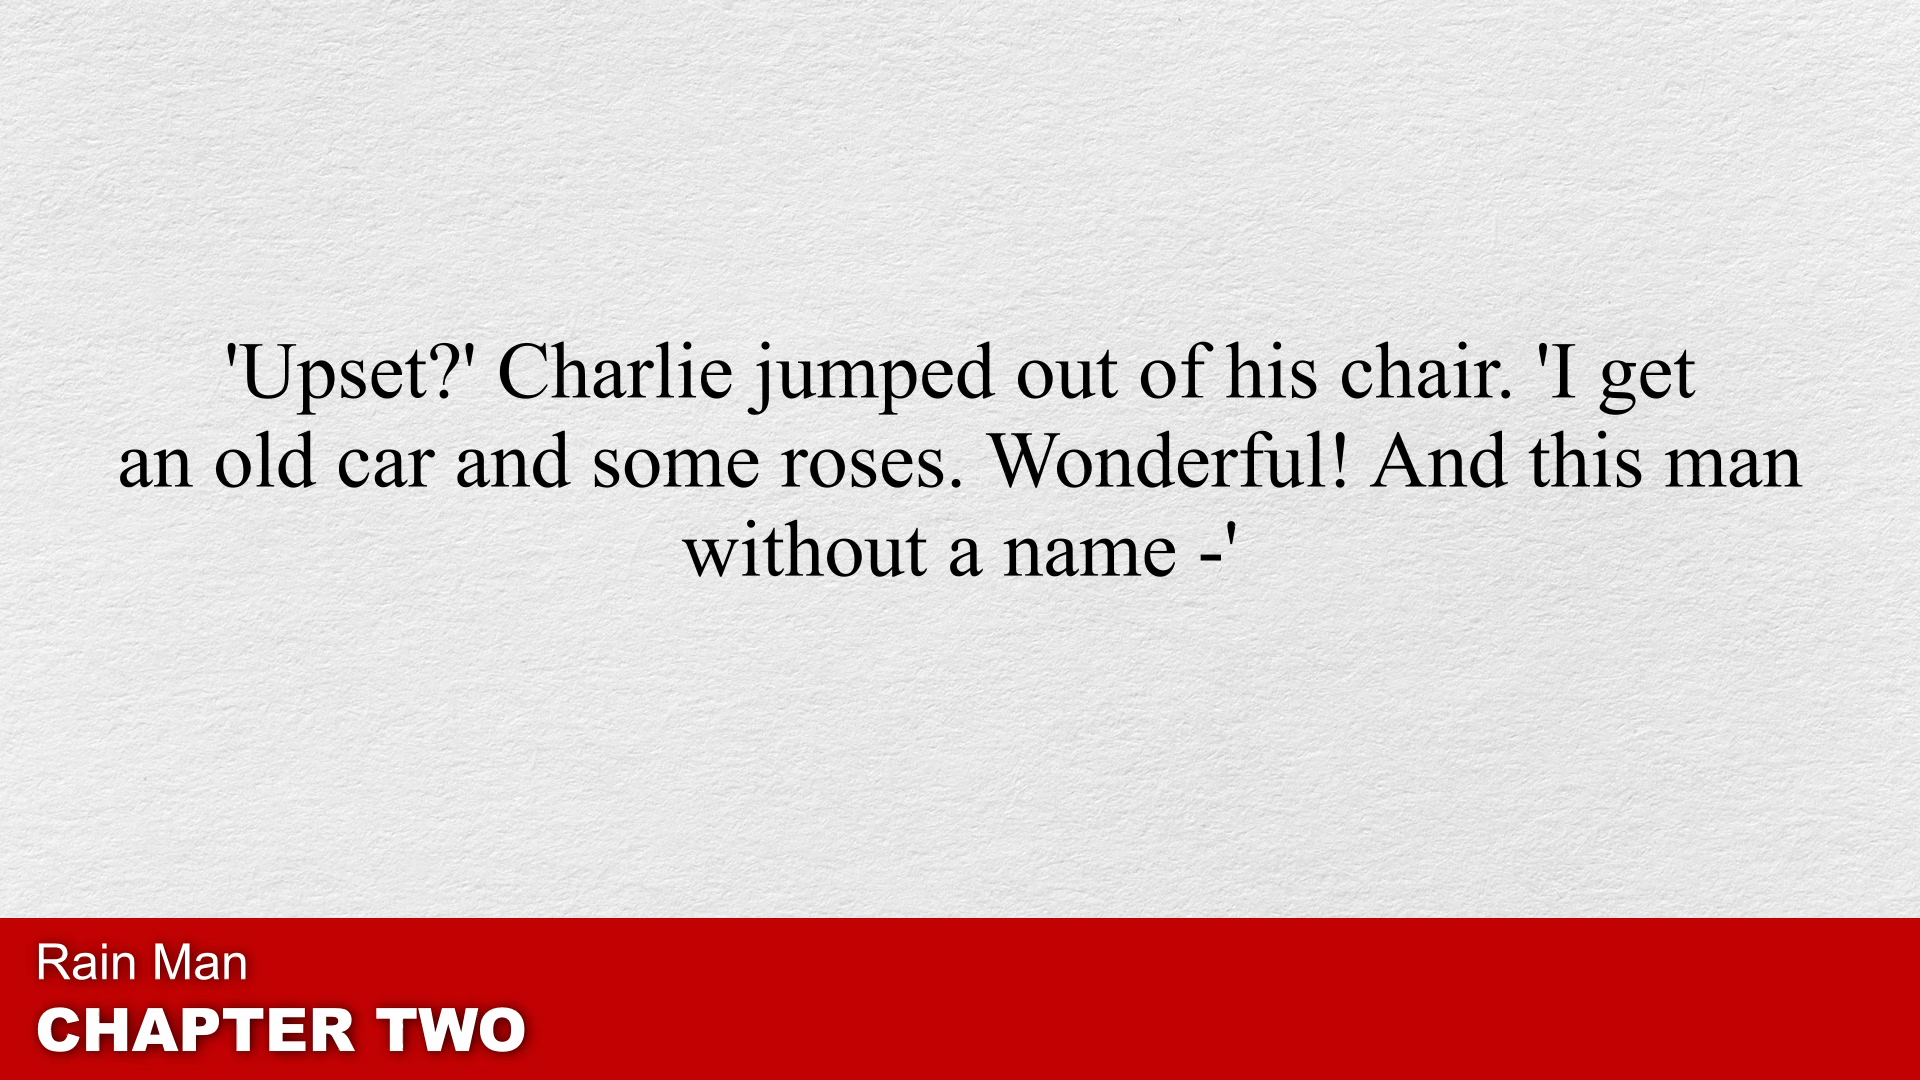 'Upset?' Charlie jumped out of his chair. 'I get
an old car and some roses. Wonderful! And this man
without a name -'
Rain Man
CHAPTER TWO